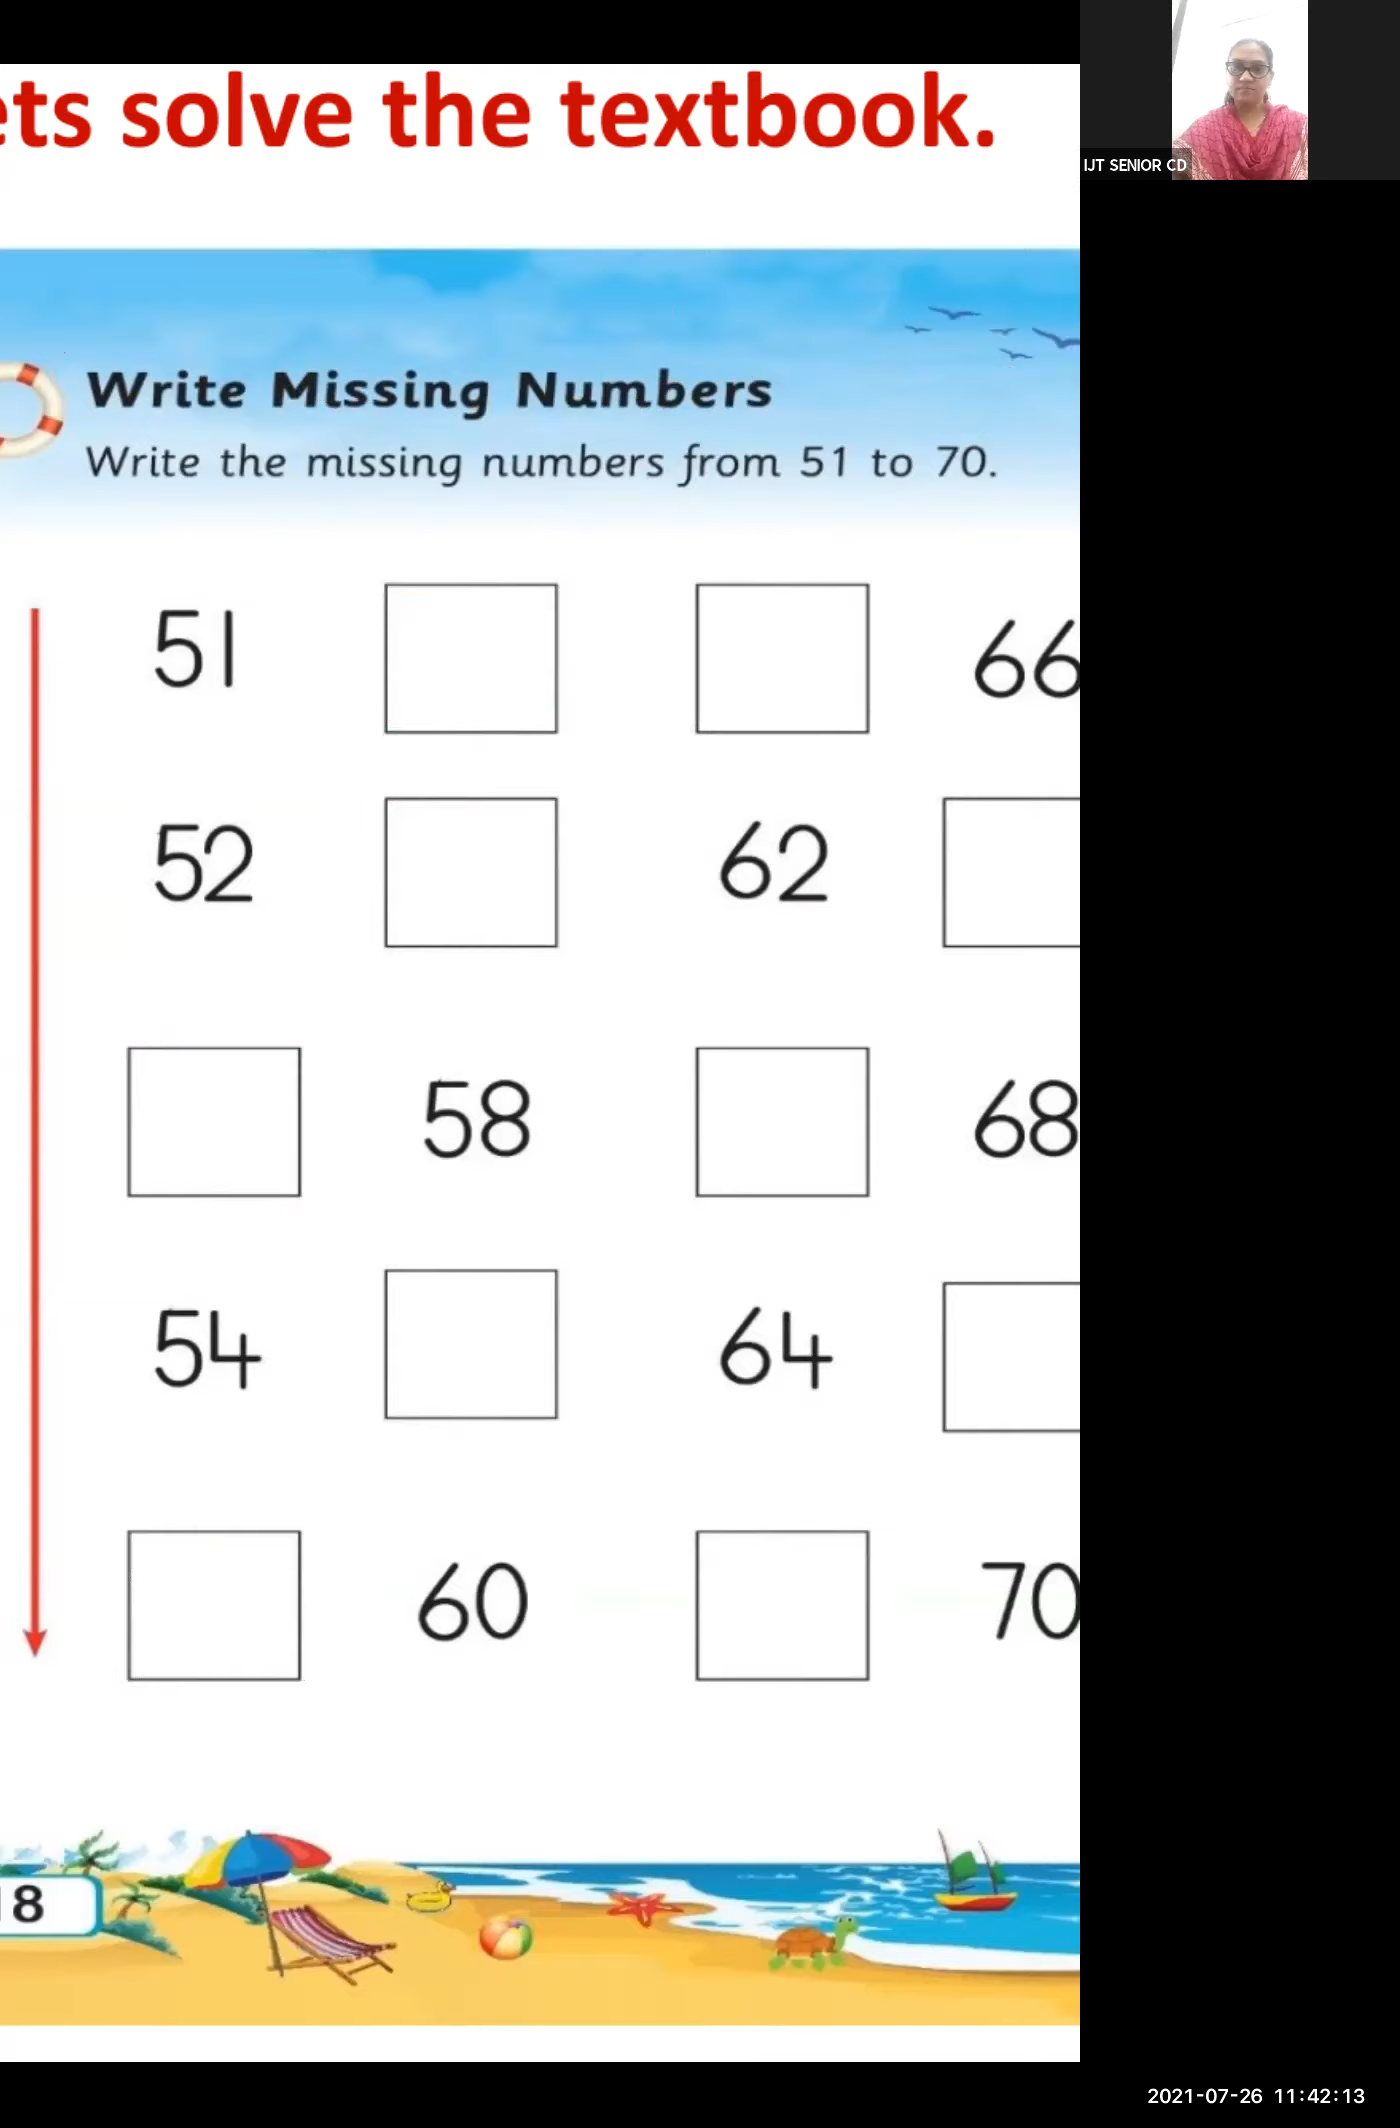 ets solve the textbook.
IJT SENIOR CD
Write Missing Numbers
Write the missing numbers from 51 to 70.
51 66
52 62
58 68
54 64
60 70
18
2021-07-26 11:42:13